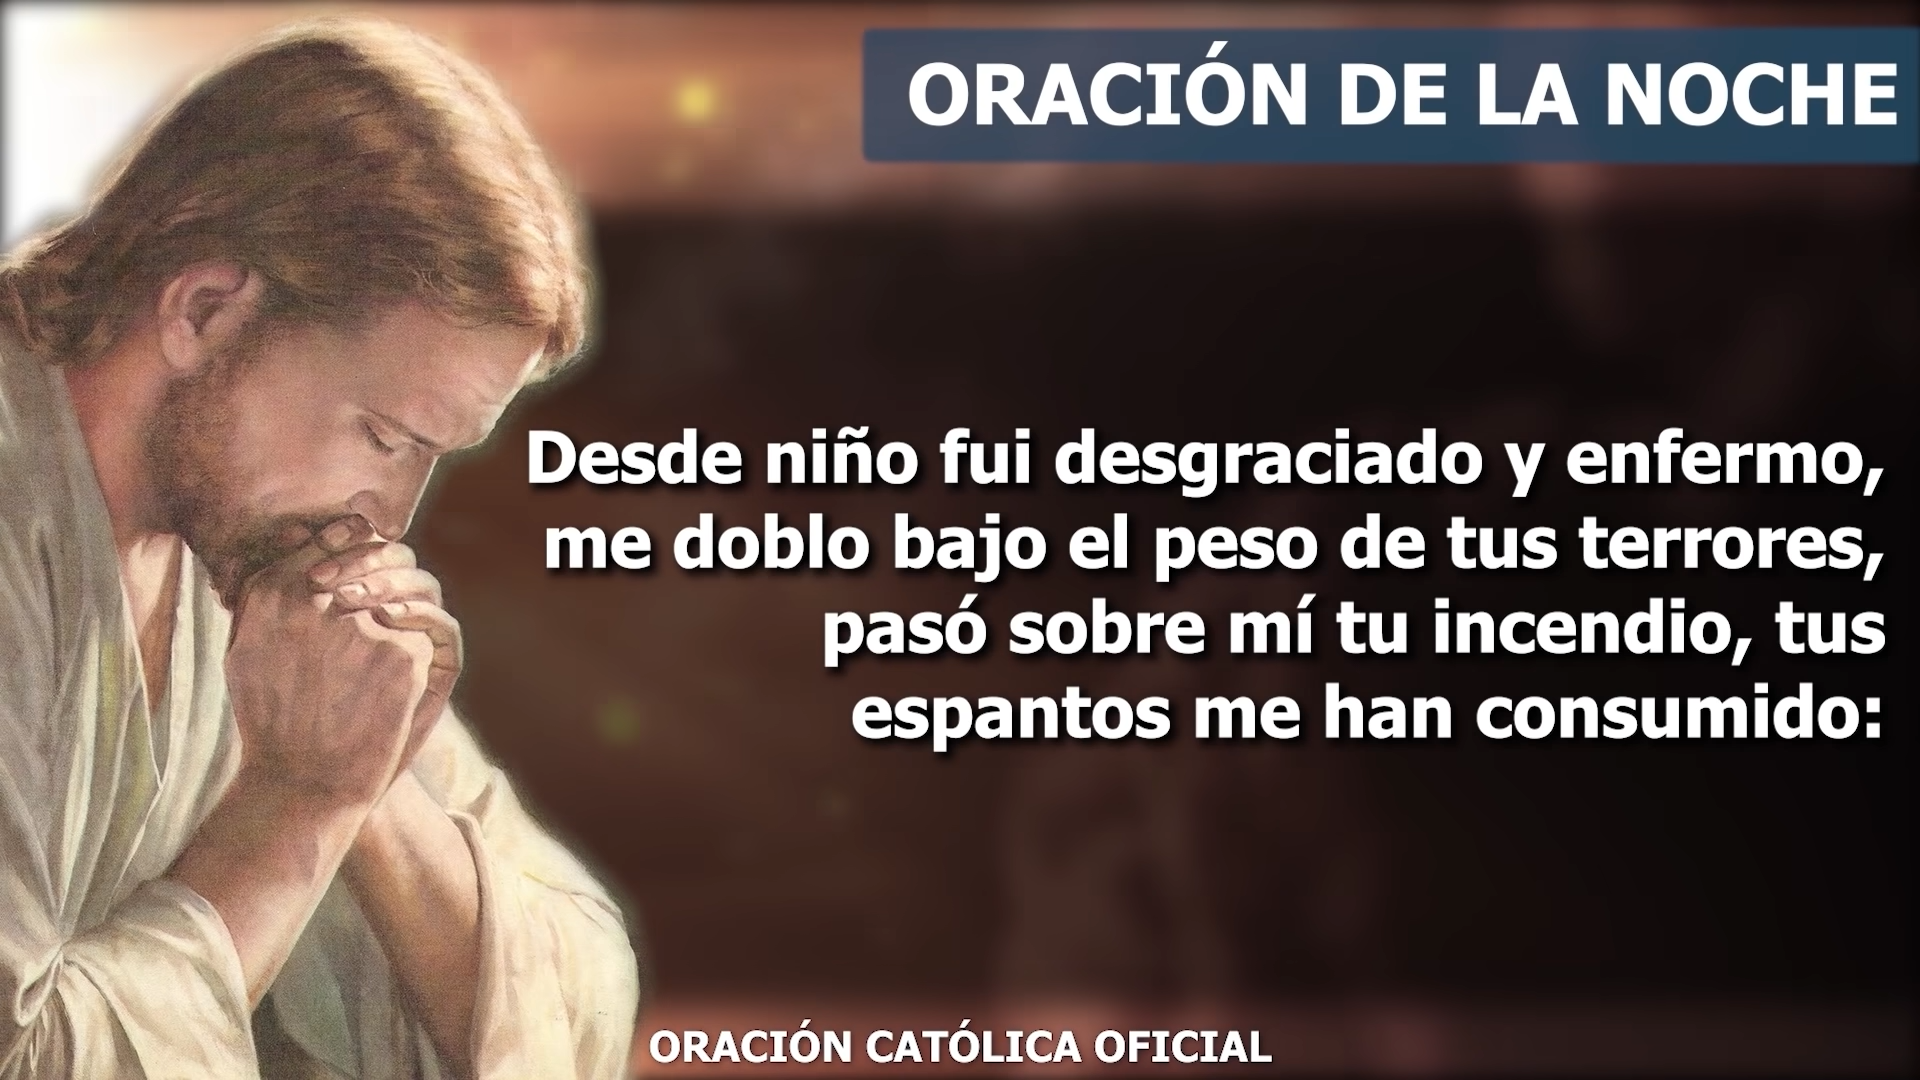 ORACIÓN DE LA NOCHE
Desde niño fui desgraciado y enfermo,
me doblo bajo el peso de tus terrores,
pasó sobre mí tu incendio, tus
espantos me han consumido:
ORACIÓN CATÓLICA OFICIAL